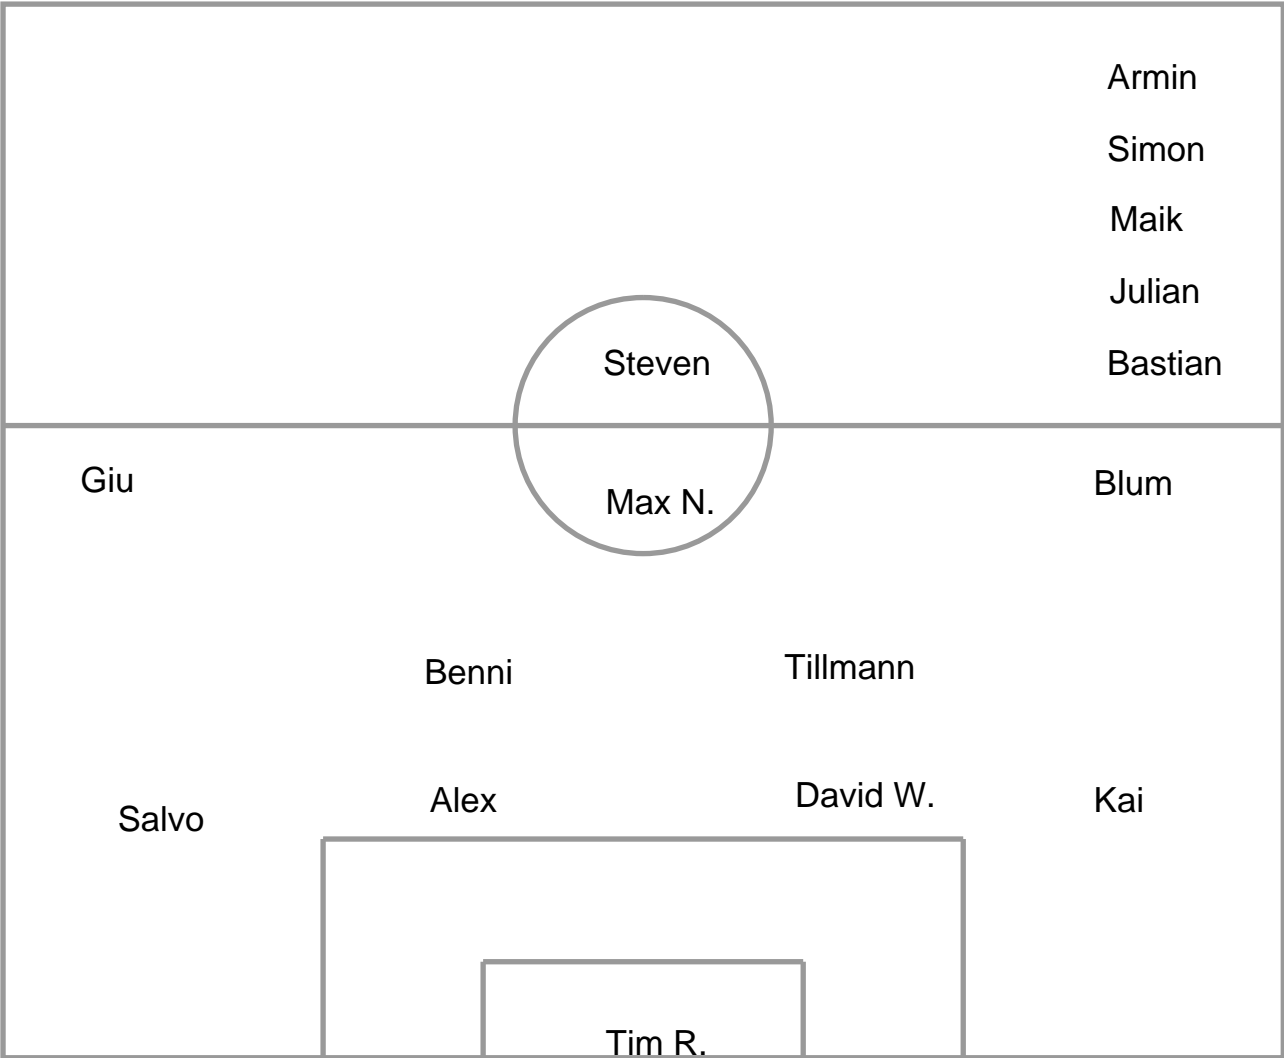 Armin
Simon
Maik
Julian
Steven
Bastian
Giu
Max N.
Blum
Benni
Tillmann
Salvo
Alex
David W.
Kai
Tim R.